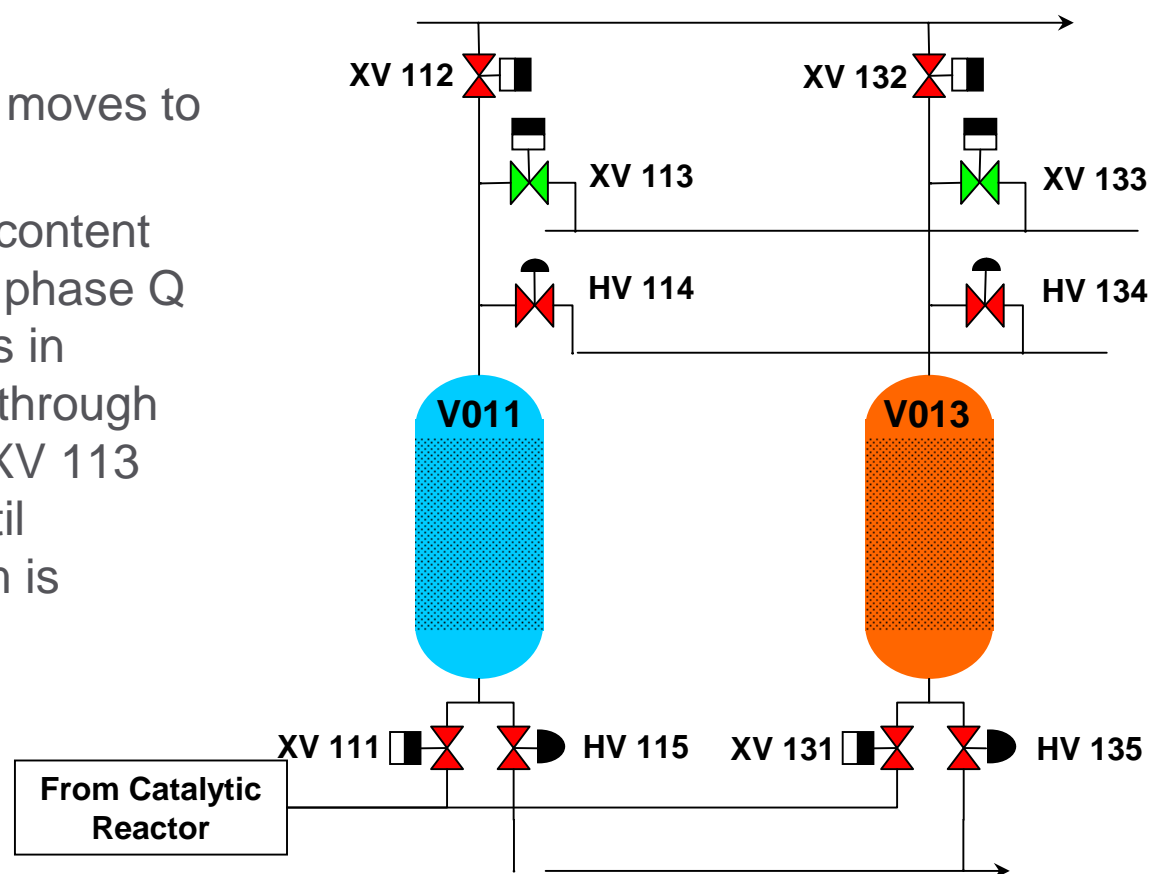 moves to
content
phase Q
s in
through
XV 113
til
n is
XV 112
XV 132
XV 113
XV 133
HV 114
HV 134
V011
V013
XV 111
HV 115
XV 131
HV 135
From Catalytic
Reactor